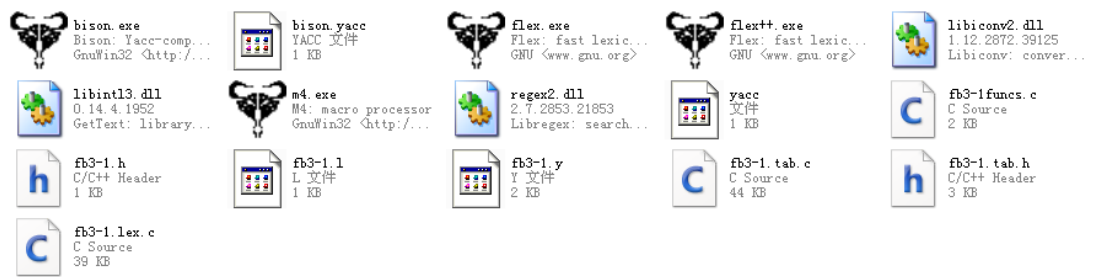 bison.exe
Bison: Yacc-comp...
GnuWin32 <http:/...
bison.yacc
YACC 文件
1 KB
flex.exe
Flex: fast lexic...
GNU <www.gnu.org>
flex++.exe
Flex: fast lexic...
GNU <www.gnu.org>
libiconv2.dll
1.12.2872.39125
Libiconv: conver...
libintl3.dll
0.14.4.1952
GetText: library...
m4.exe
M4: macro processor
GnuWin32 <http:/...
regex2.dll
2.7.2853.21853
Libregex: search...
yacc
文件
1 KB
fb3-1funcs.c
C Source
2 KB
fb3-1.h
C/C++ Header
1 KB
fb3-1.l
L 文件
1 KB
fb3-1.y
Y 文件
2 KB
fb3-1.tab.c
C Source
44 KB
fb3-1.tab.h
C/C++ Header
3 KB
fb3-1.lex.c
C Source
39 KB